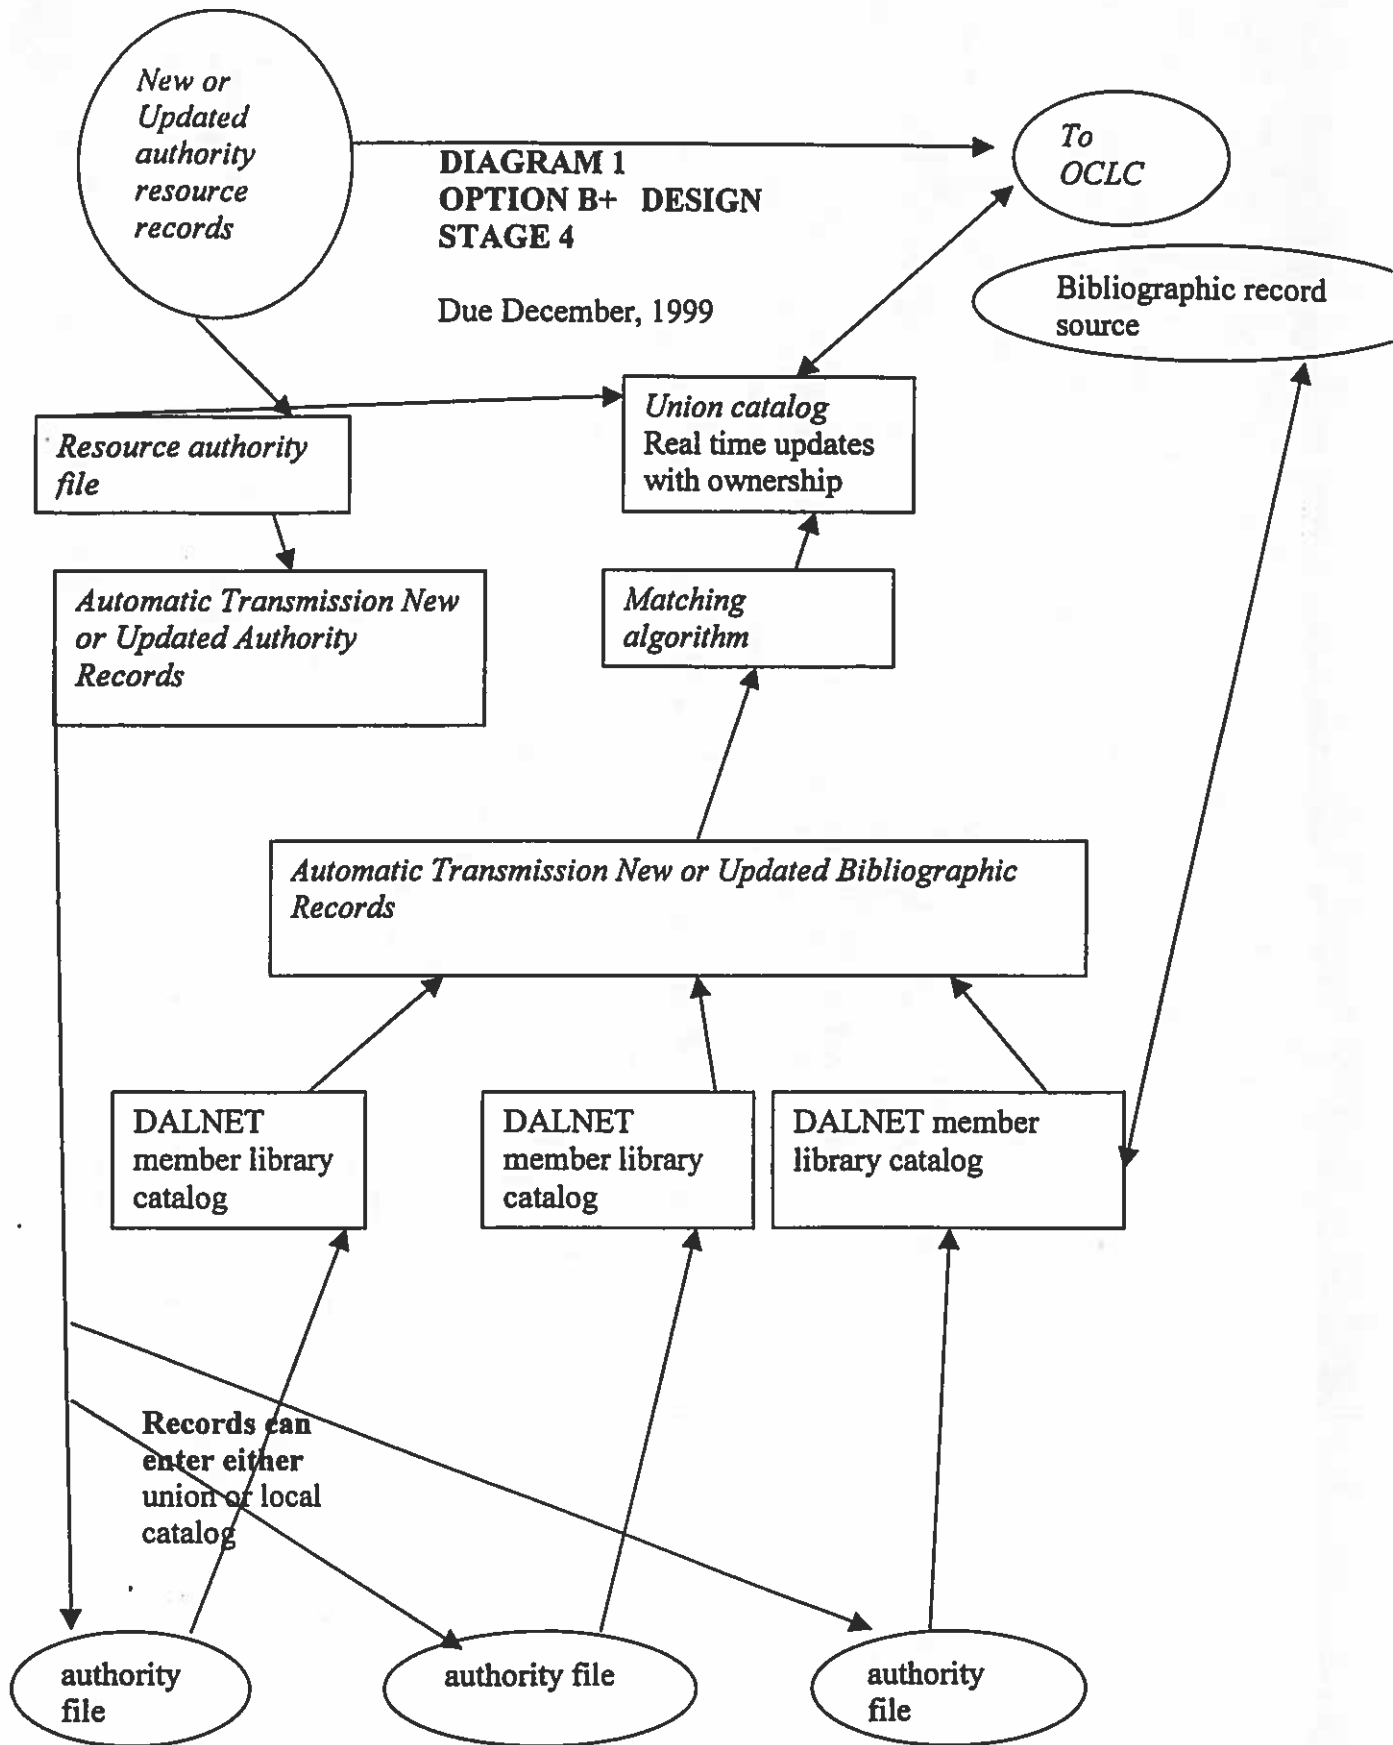 New or
Updated
authority
resource
records
DIAGRAM 1
OPTION B+ DESIGN
STAGE 4
Due December, 1999
To
OCLC
Bibliographic record
source
Resource authority
file
Union catalog
Real time updates
with ownership
Automatic Transmission New
or Updated Authority
Records
Matching
algorithm
Automatic Transmission New or Updated Bibliographic
Records
DALNET
member library
catalog
DALNET
member library
catalog
DALNET member
library catalog
Records can
enter either
union or local
catalog
authority
file
authority file
authority
file